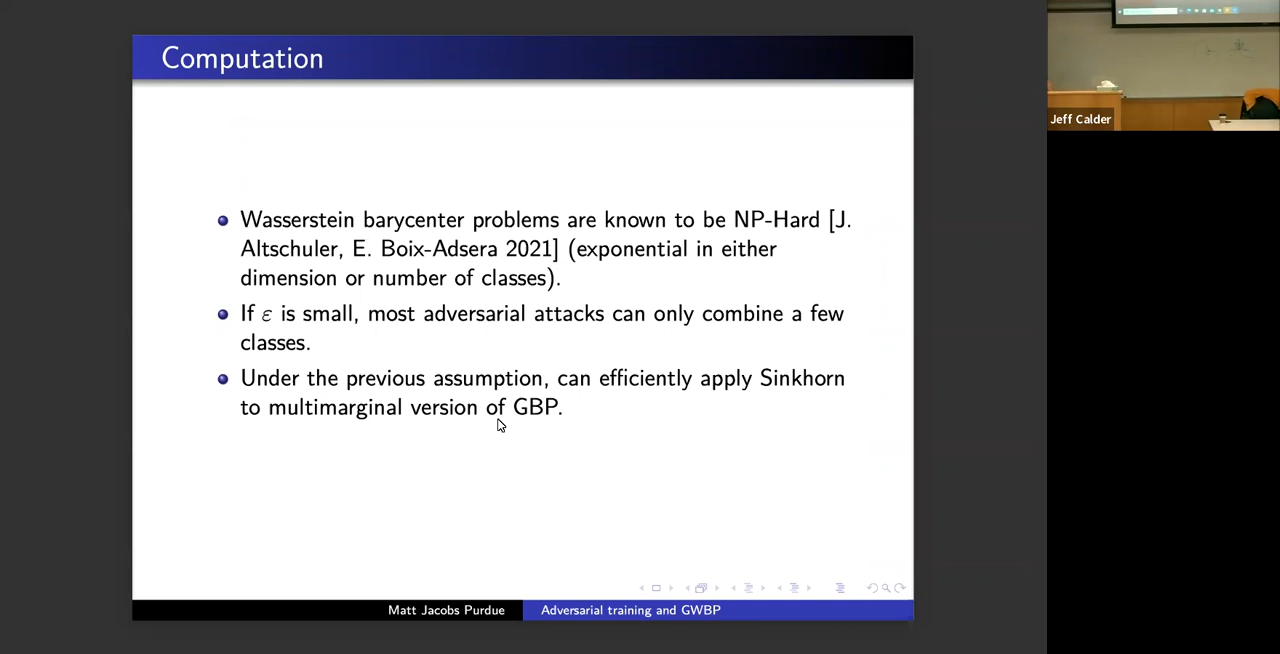 Computation
Wasserstein barycenter problems are known to be NP-Hard [J.
Altschuler, E. Boix-Adsera 2021] (exponential in either
dimension or number of classes).
If ε is small, most adversarial attacks can only combine a few
classes.
Under the previous assumption, can efficiently apply Sinkhorn
to multimarginal version of GBP.
Matt Jacobs Purdue
Adversarial training and GWBP
Jeff Calder